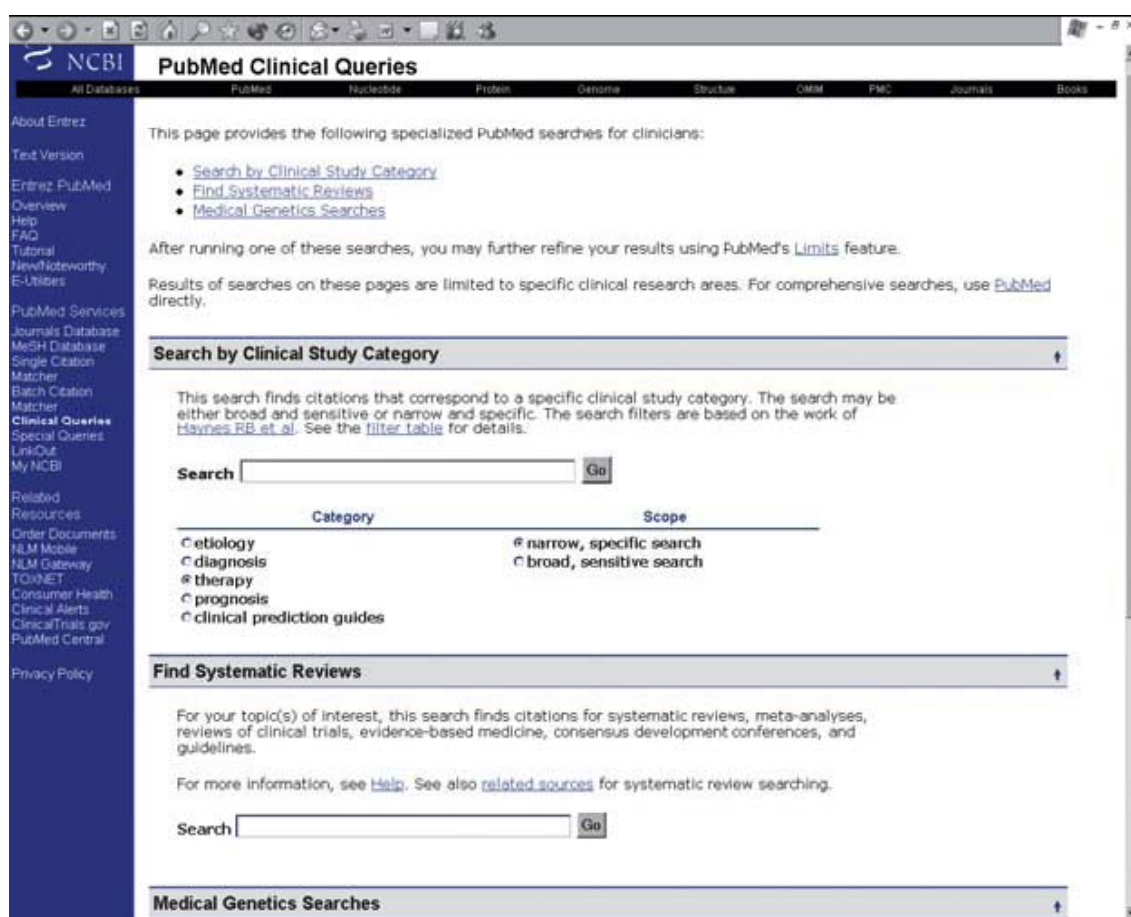 NCBI
PubMed Clinical Queries
All Databases PubMed Nucleotide Protein Genome Structure OMIM PMC Journals Books
About Entrez
Text Version
Entrez PubMed
Overview
Help
FAQ
Tutorial
New/Noteworthy
E-Utilities
PubMed Services
Journals Database
MeSH Database
Single Citation
Matcher
Batch Citation
Matcher
Clinical Queries
Special Queries
LinkOut
My NCBI
Related
Resources
Order Documents
NLM Mobile
NLM Gateway
TOXNET
Consumer Health
Clinical Alerts
ClinicalTrials.gov
PubMed Central
Privacy Policy
This page provides the following specialized PubMed searches for clinicians:
• Search by Clinical Study Category
• Find Systematic Reviews
• Medical Genetics Searches
After running one of these searches, you may further refine your results using PubMed's Limits feature.
Results of searches on these pages are limited to specific clinical research areas. For comprehensive searches, use PubMed
directly.
Search by Clinical Study Category
This search finds citations that correspond to a specific clinical study category. The search may be
either broad and sensitive or narrow and specific. The search filters are based on the work of
Haynes RB et al. See the filter table for details.
Search Go
Category Scope
etiology narrow, specific search
diagnosis broad, sensitive search
therapy
prognosis
clinical prediction guides
Find Systematic Reviews
For your topic(s) of interest, this search finds citations for systematic reviews, meta-analyses,
reviews of clinical trials, evidence-based medicine, consensus development conferences, and
guidelines.
For more information, see Help. See also related sources for systematic review searching.
Search Go
Medical Genetics Searches